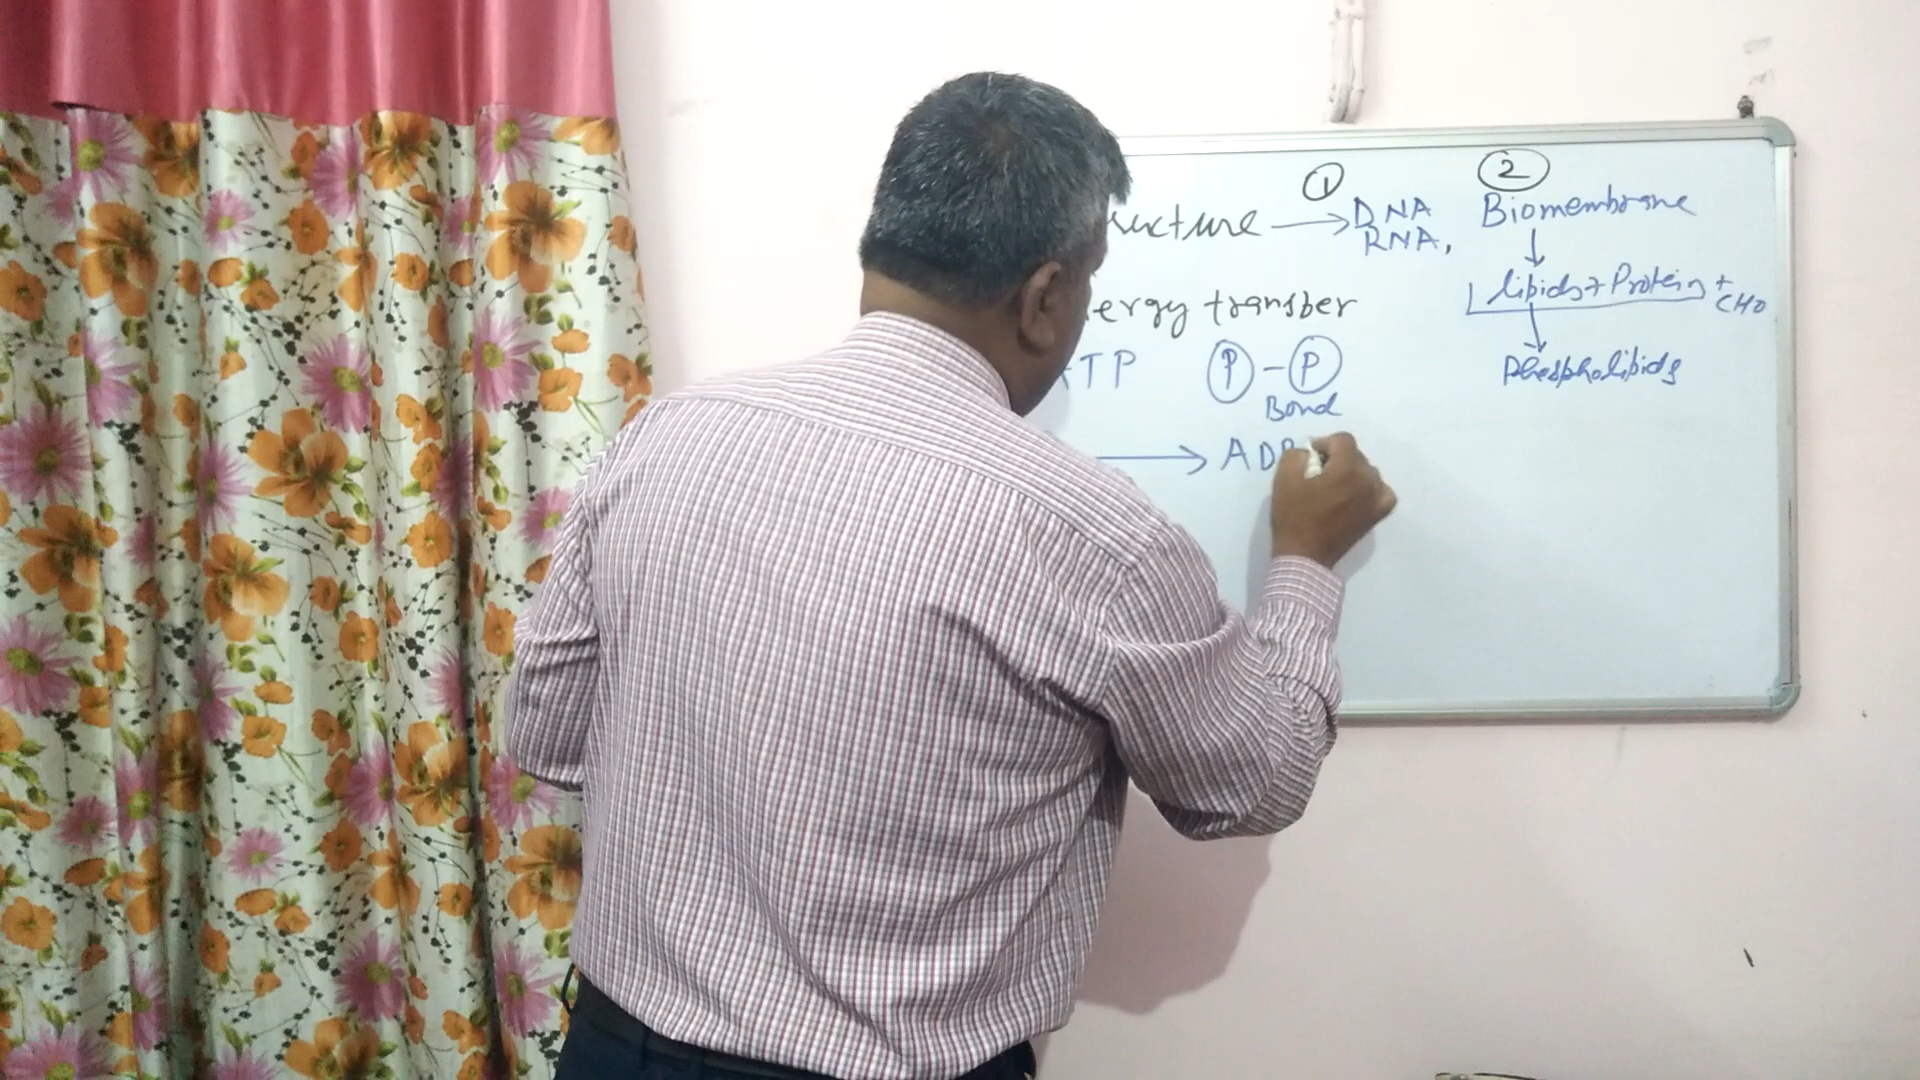 ① ②
ructure → DNA Biomembrane
RNA, ↓
lipids + Protein + CHO
ergy transfer ↓
TP Ⓟ - Ⓟ Phospholipids
Bond
→ ADP